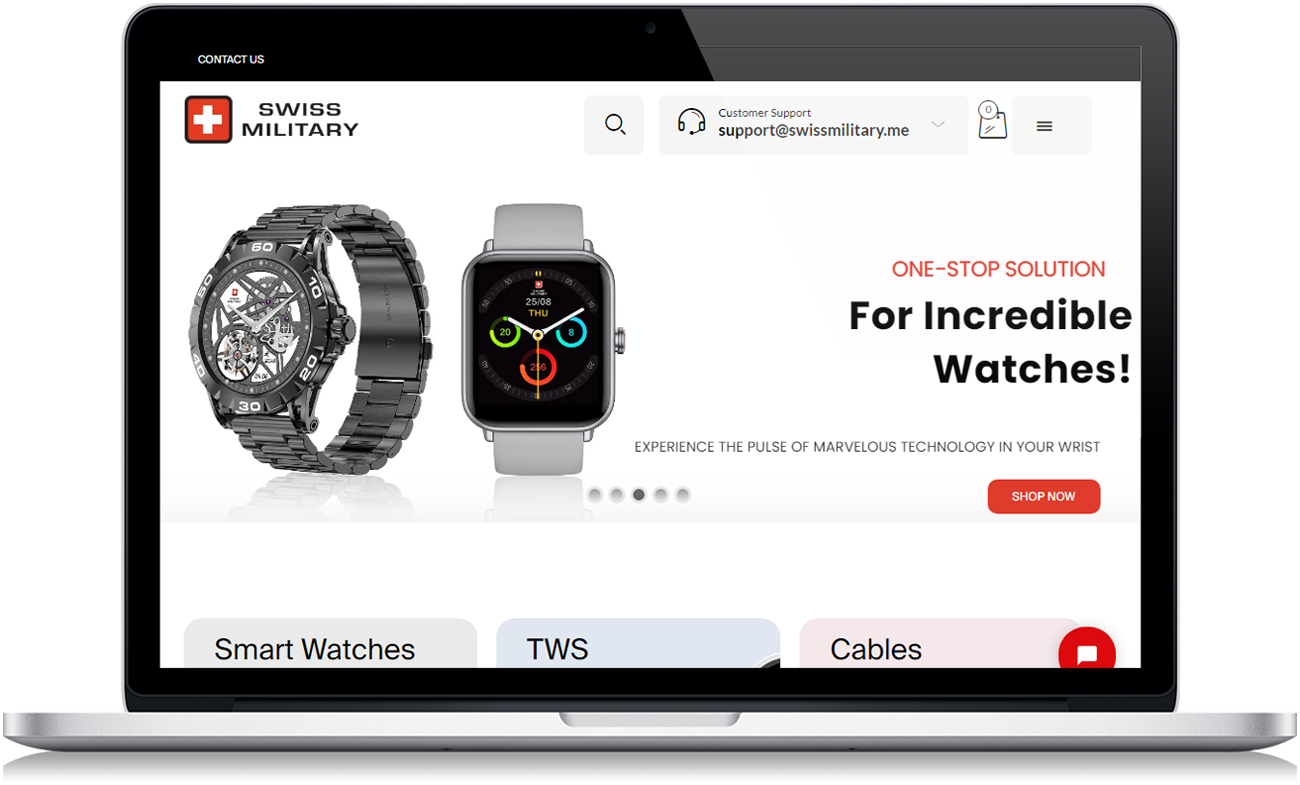 CONTACT US
SWISS
MILITARY
Customer Support
support@swissmilitary.me
0
60
50
10
40
20
30
25/08
THU
20
8
256
ONE-STOP SOLUTION
For Incredible
Watches!
EXPERIENCE THE PULSE OF MARVELOUS TECHNOLOGY IN YOUR WRIST
SHOP NOW
Smart Watches
TWS
Cables